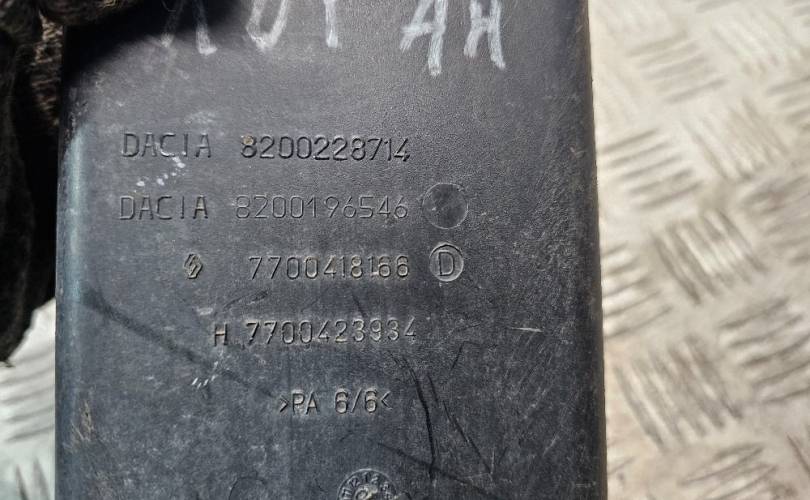 DACIA 8200228714
DACIA 8200196546
7700418166 D
H 7700423934
>PA 6/6<